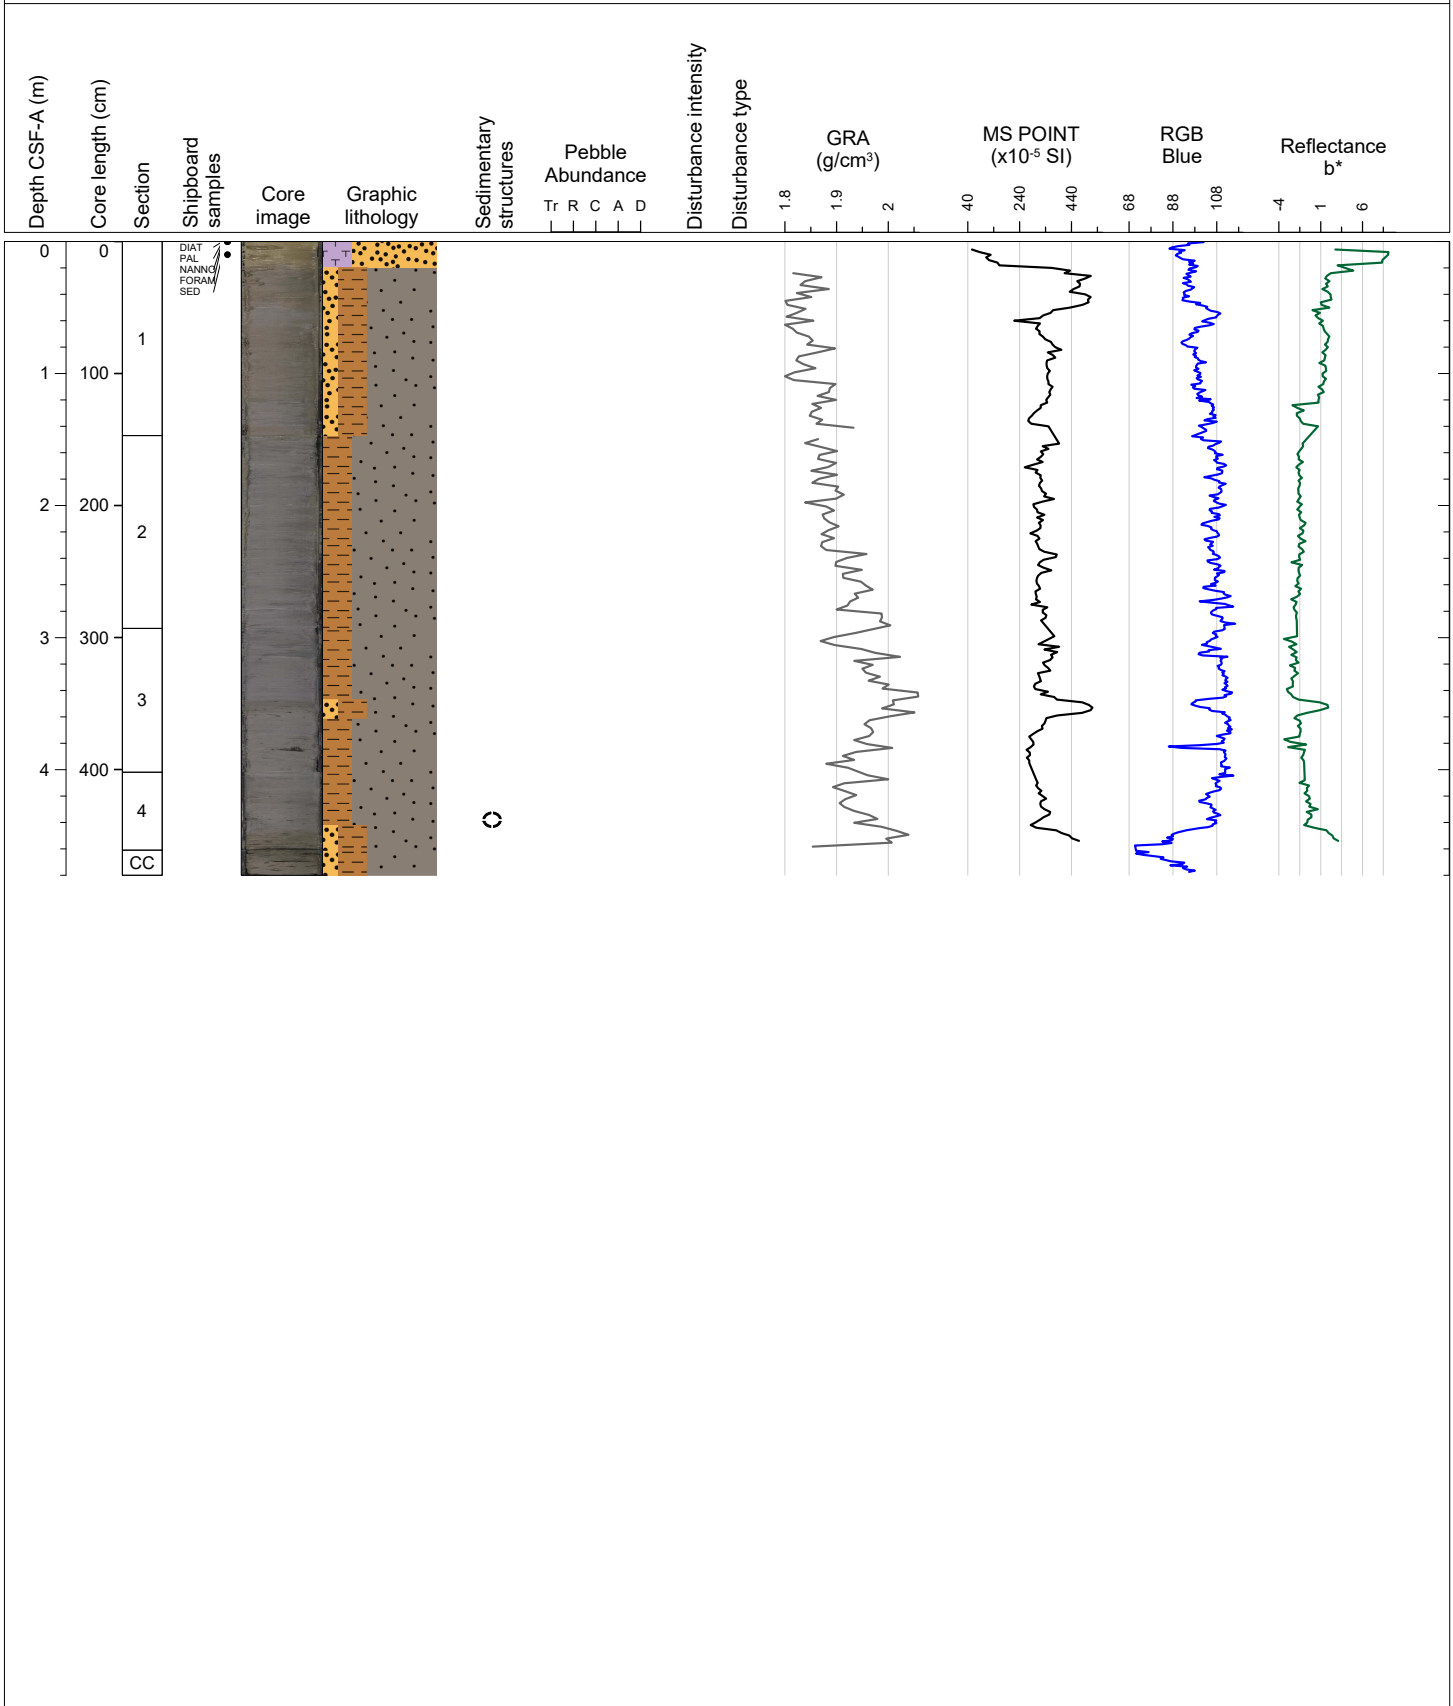 Depth CSF-A (m)
Core length (cm)
Section
Shipboard
samples
Core
image
Graphic
lithology
Sedimentary
structures
Pebble
Abundance
Tr R C A D
Disturbance intensity
Disturbance type
GRA
(g/cm³)
1.8 1.9 2
MS POINT
(x10⁻⁵ SI)
40 240 440
RGB
Blue
68 88 108
Reflectance
b*
-4 1 6
0 0
DIAT
PAL
NANNO
FORAM
SED
1
1 100
2 200
2
3 300
3
4 400
4
CC